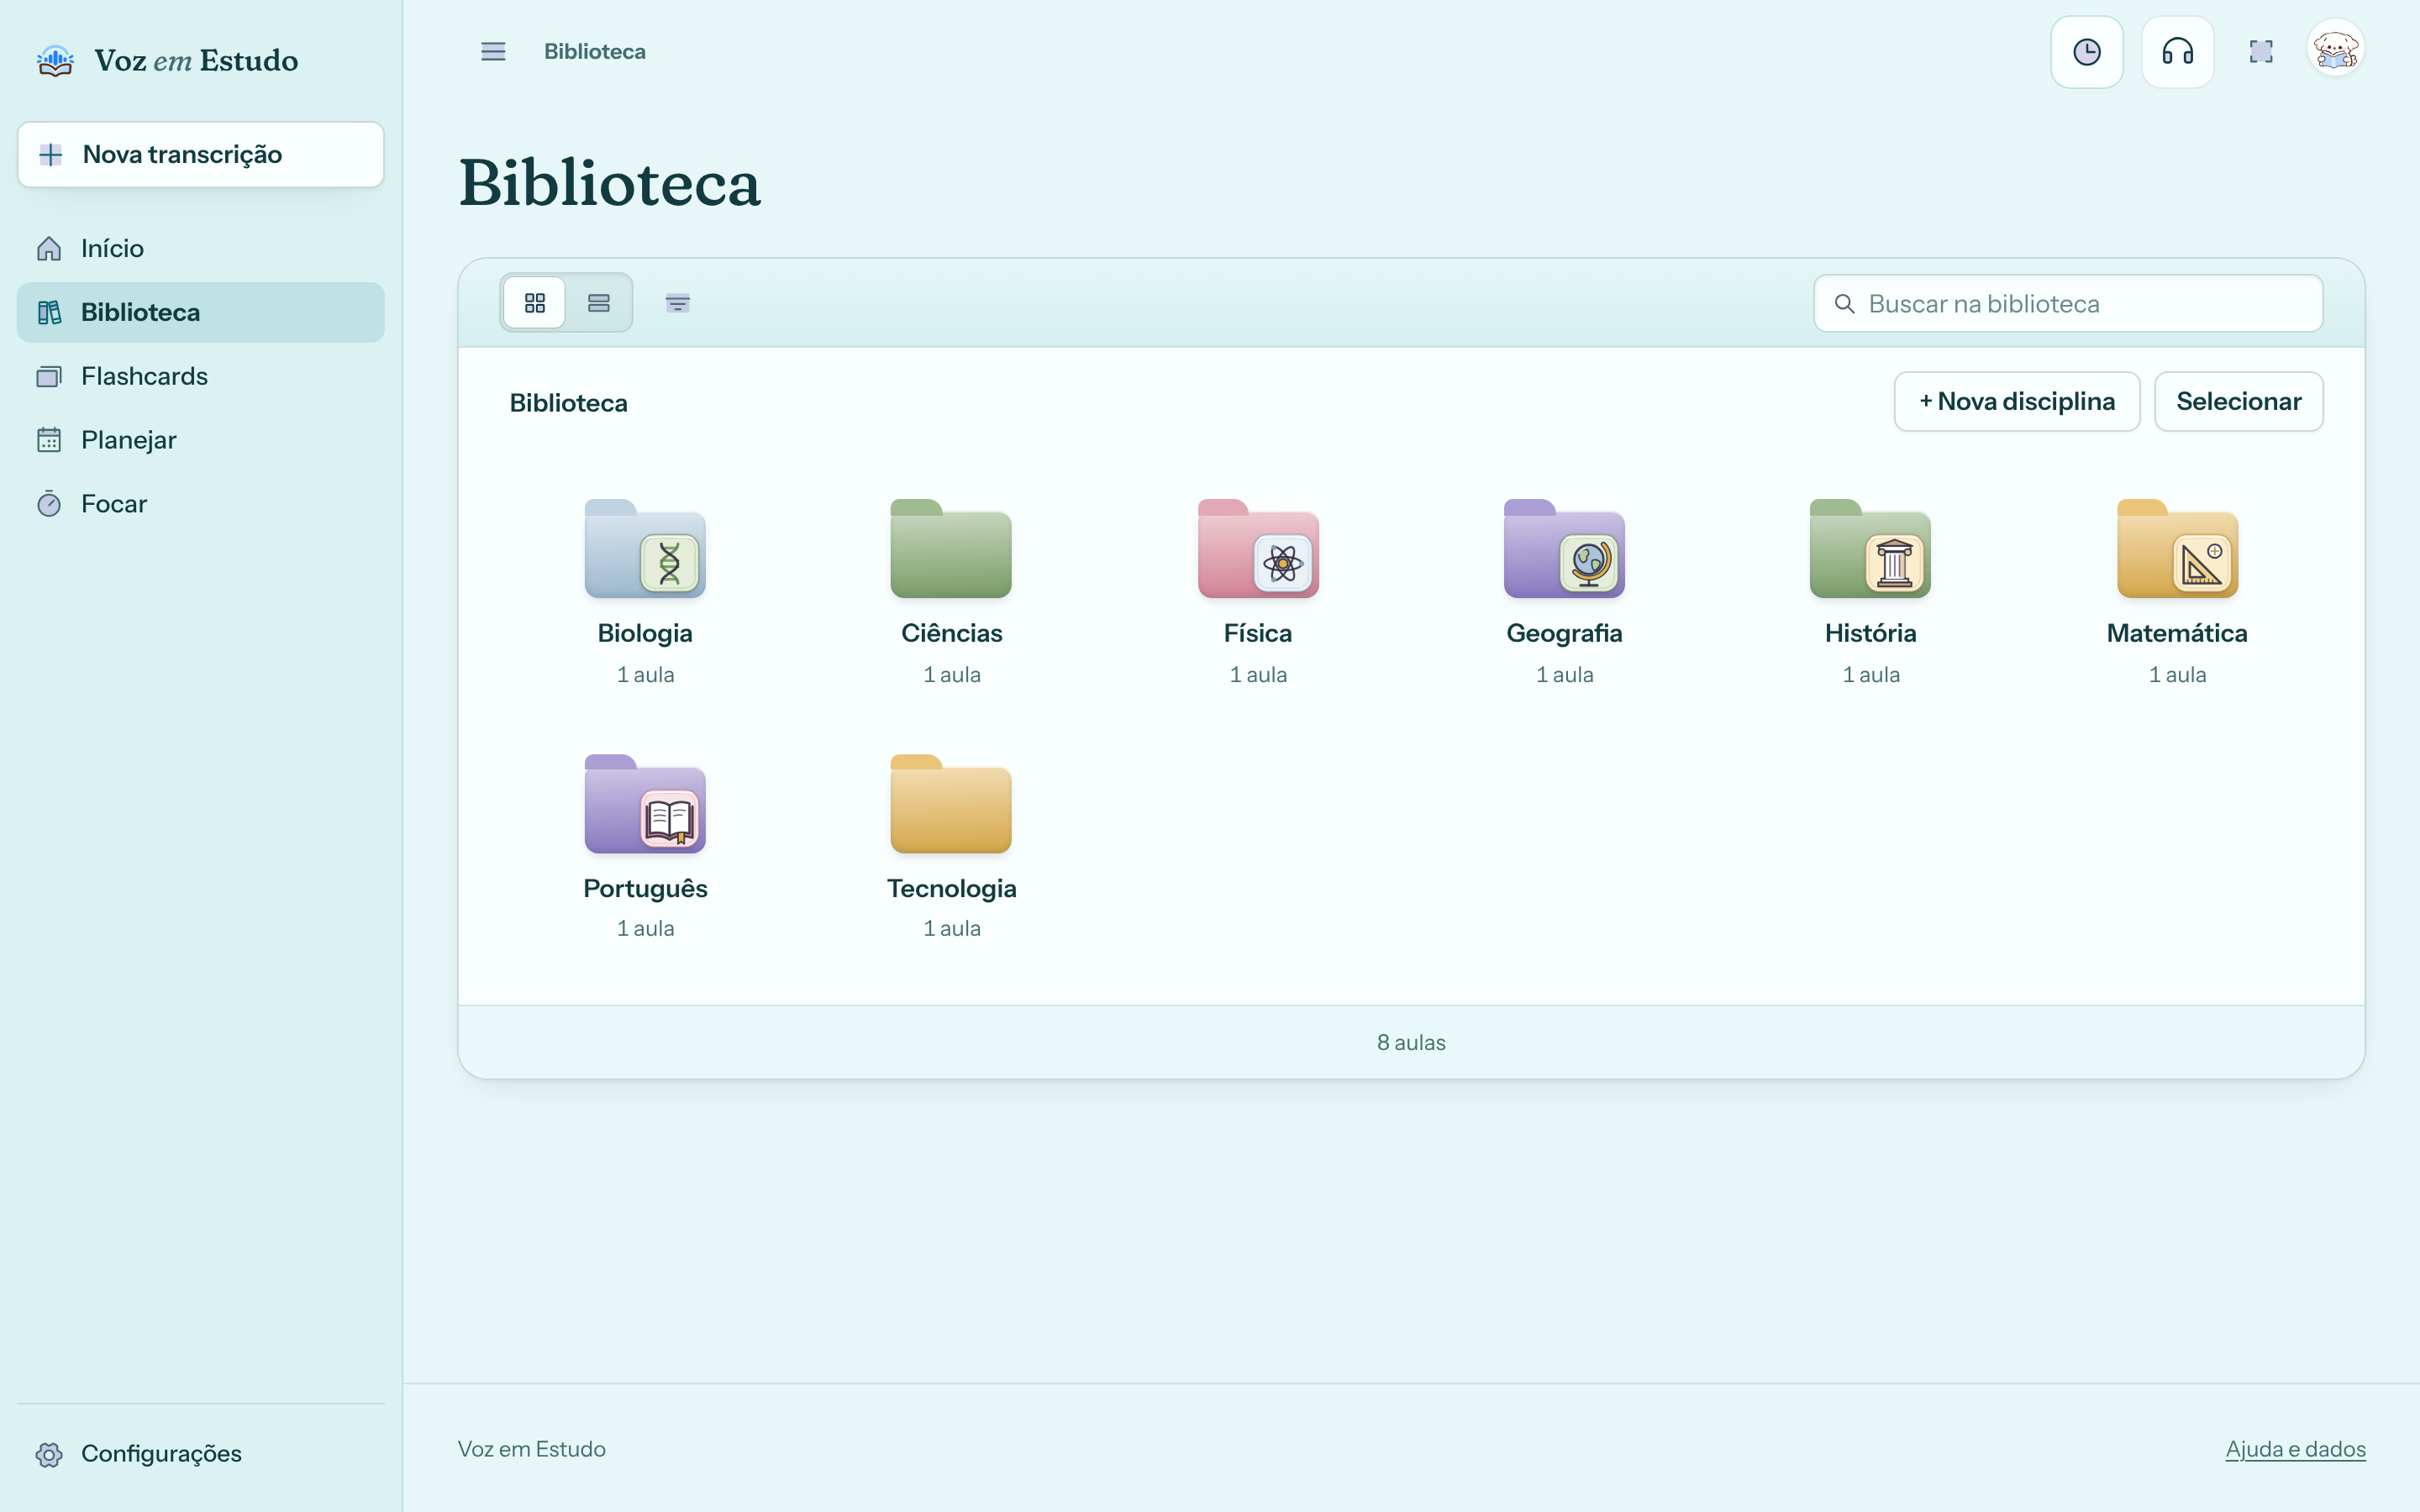 Voz em Estudo
Biblioteca
Nova transcrição
Biblioteca
Início
Biblioteca
Buscar na biblioteca
Flashcards
Biblioteca
+ Nova disciplina
Selecionar
Planejar
Focar
Biologia
Ciências
Física
Geografia
História
Matemática
1 aula
1 aula
1 aula
1 aula
1 aula
1 aula
Português
Tecnologia
1 aula
1 aula
8 aulas
Configurações
Voz em Estudo
Ajuda e dados